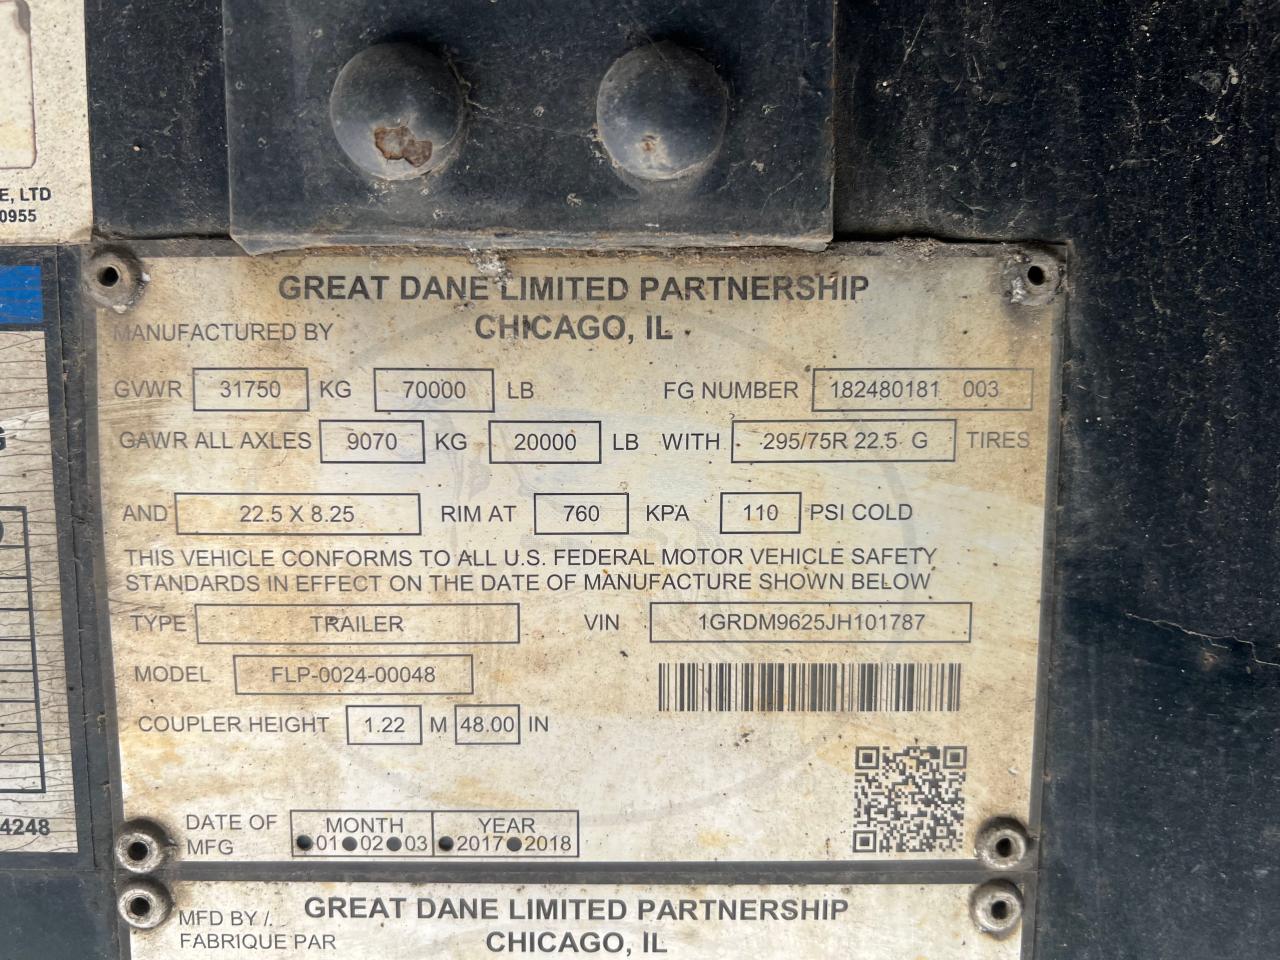 E, LTD
0955
GREAT DANE LIMITED PARTNERSHIP
MANUFACTURED BY CHICAGO, IL
GVWR 31750 KG 70000 LB FG NUMBER 182480181 003
GAWR ALL AXLES 9070 KG 20000 LB WITH 295/75R 22.5 G TIRES
AND 22.5 X 8.25 RIM AT 760 KPA 110 PSI COLD
THIS VEHICLE CONFORMS TO ALL U.S. FEDERAL MOTOR VEHICLE SAFETY
STANDARDS IN EFFECT ON THE DATE OF MANUFACTURE SHOWN BELOW
TYPE TRAILER VIN 1GRDM9625JH101787
MODEL FLP-0024-00048
COUPLER HEIGHT 1.22 M 48.00 IN
4248
DATE OF MONTH YEAR
MFG ●01●02●03 ●2017●2018
MFD BY /. GREAT DANE LIMITED PARTNERSHIP
FABRIQUE PAR CHICAGO, IL